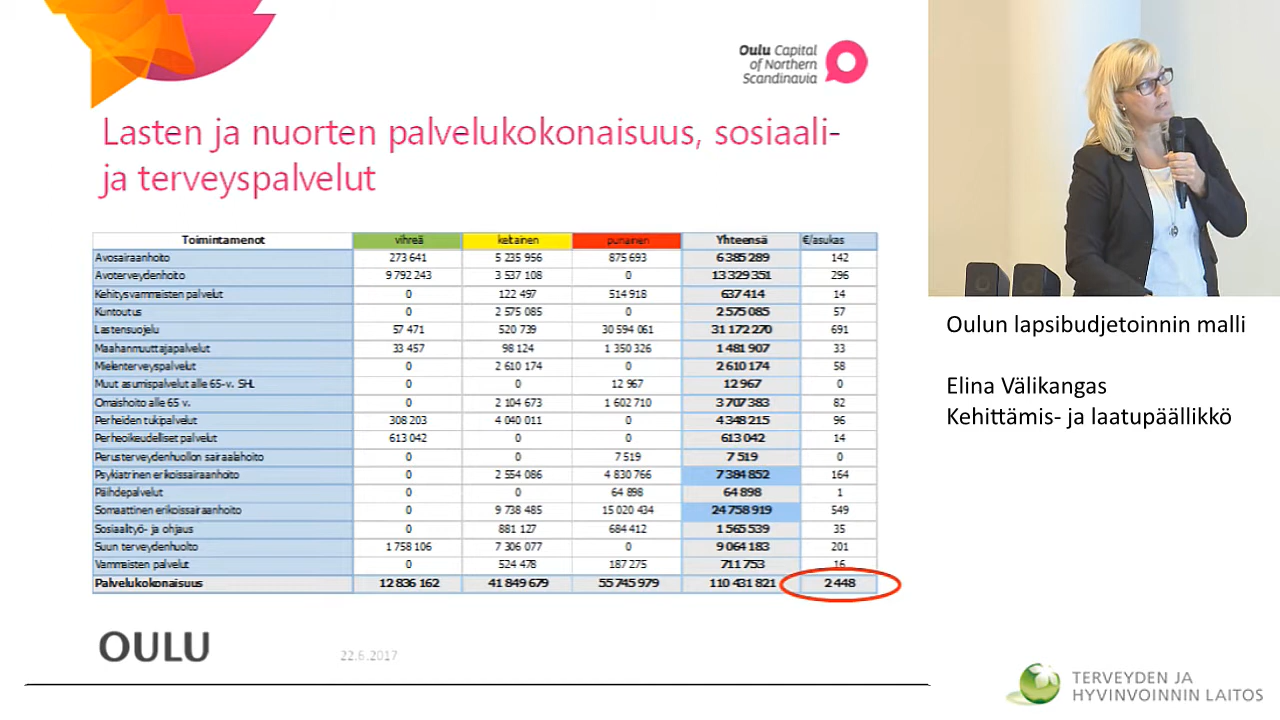 Oulu Capital
of Northern
Scandinavia
Lasten ja nuorten palvelukokonaisuus, sosiaali-
ja terveyspalvelut
Toimintamenot vihreä keltainen punainen Yhteensä €/asukas
Avosairaanhoito 273 641 5 235 956 875 693 6 385 289 142
Avoterveydenhoito 9 792 243 3 537 108 0 13 329 351 296
Kehitysvammaisten palvelut 0 122 497 514 918 637 414 14
Kuntoutus 0 2 575 085 0 2 575 085 57
Lastensuojelu 57 471 520 739 30 594 061 31 172 270 691
Maahanmuuttajapalvelut 33 457 98 124 1 350 326 1 481 907 33
Mielenterveyspalvelut 0 2 610 174 0 2 610 174 58
Muut asumispalvelut alle 65-v. SHL 0 0 12 967 12 967 0
Omaishoito alle 65 v. 0 2 104 673 1 602 710 3 707 383 82
Perheiden tukipalvelut 308 203 4 040 011 0 4 348 215 96
Perheoikeudelliset palvelut 613 042 0 0 613 042 14
Perusterveydenhuollon sairaalahoito 0 0 7 519 7 519 0
Psykiatrinen erikoissairaanhoito 0 2 554 086 4 830 766 7 384 852 164
Päihdepalvelut 0 0 64 898 64 898 1
Somaattinen erikoissairaanhoito 0 9 738 485 15 020 434 24 758 919 549
Sosiaalityö- ja ohjaus 0 881 127 684 412 1 565 539 35
Suun terveydenhuolto 1 758 106 7 306 077 0 9 064 183 201
Vammaisten palvelut 0 524 478 187 275 711 753 16
Palvelukokonaisuus 12 836 162 41 849 679 55 745 979 110 431 821 2 448
OULU
22.6.2017
Oulun lapsibudjetoinnin malli
Elina Välikangas
Kehittämis- ja laatupäällikkö
TERVEYDEN JA
HYVINVOINNIN LAITOS